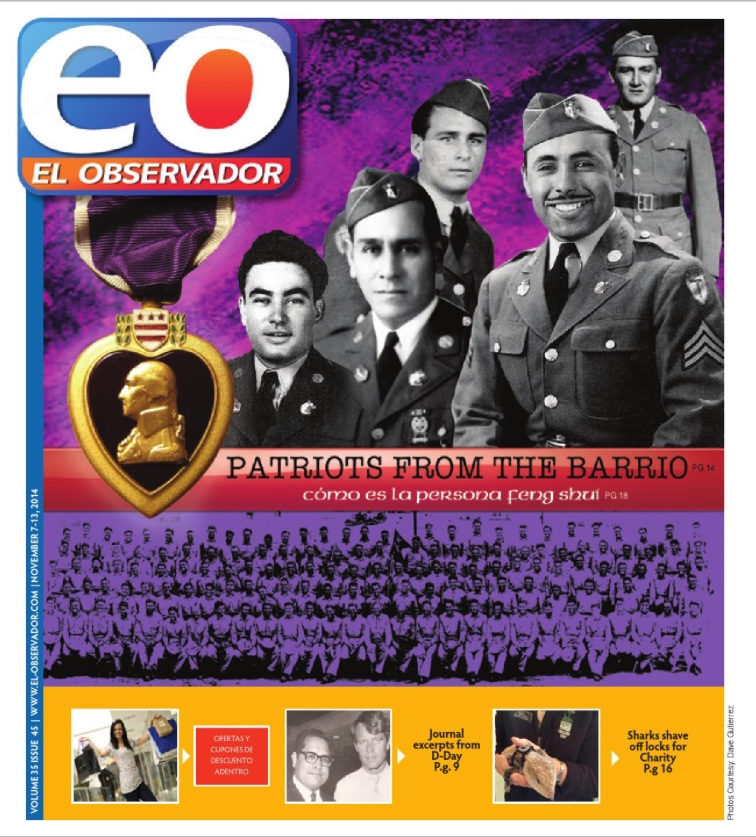 eo
EL OBSERVADOR
PATRIOTS FROM THE BARRIO PG.14
cómo es la persona feng shui PG.18
VOLUME 35 ISSUE 45 | WWW.EL-OBSERVADOR.COM | NOVEMBER 7-13, 2014
OFERTAS Y
CUPONES DE
DESCUENTO
ADENTRO
Journal
excerpts from
D-Day
P.g. 9
Sharks shave
off locks for
Charity
P.g 16
Photos Courtesy: Dave Gutierrez